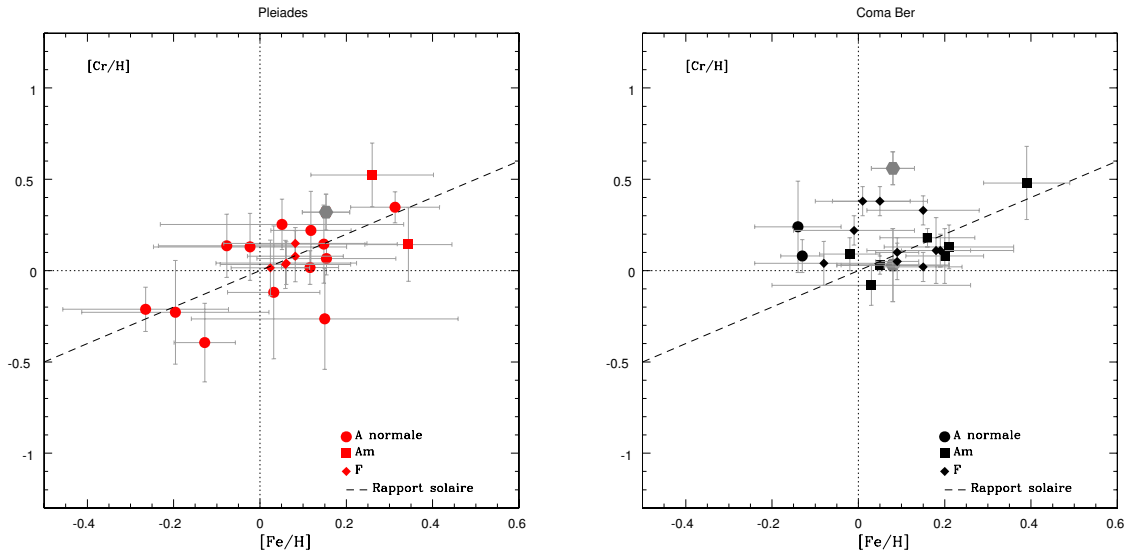 Pleiades
[Cr/H]
1
0.5
0
-0.5
-1
A normale
Am
F
Rapport solaire
-0.4
-0.2
0
0.2
0.4
0.6
[Fe/H]
Coma Ber
[Cr/H]
1
0.5
0
-0.5
-1
A normale
Am
F
Rapport solaire
-0.4
-0.2
0
0.2
0.4
0.6
[Fe/H]